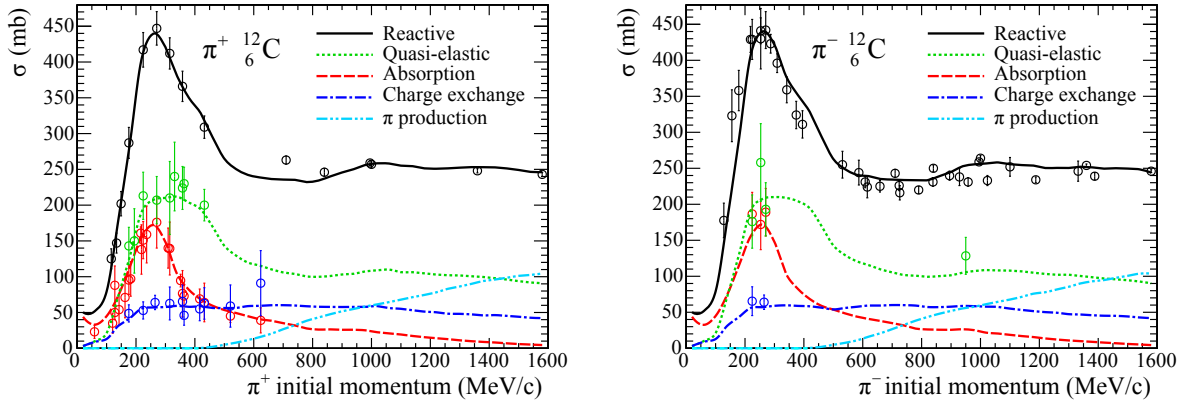 σ (mb)
450
400
350
300
250
200
150
100
50
0
π⁺ ¹²₆C
Reactive
Quasi-elastic
Absorption
Charge exchange
π production
0 200 400 600 800 1000 1200 1400 1600
π⁺ initial momentum (MeV/c)
σ (mb)
450
400
350
300
250
200
150
100
50
0
π⁻ ¹²₆C
Reactive
Quasi-elastic
Absorption
Charge exchange
π production
0 200 400 600 800 1000 1200 1400 1600
π⁻ initial momentum (MeV/c)